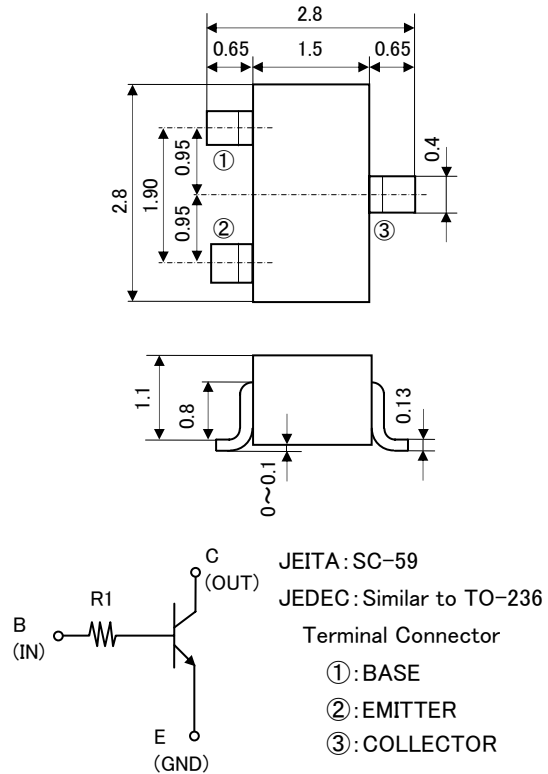 2.8
0.65 1.5 0.65
2.8
1.90
0.95
0.95
①
②
③
0.4
1.1
0.8
0~0.1
0.13
C
(OUT)
R1
B
(IN)
E
(GND)
JEITA:SC-59
JEDEC:Similar to TO-236
Terminal Connector
①:BASE
②:EMITTER
③:COLLECTOR